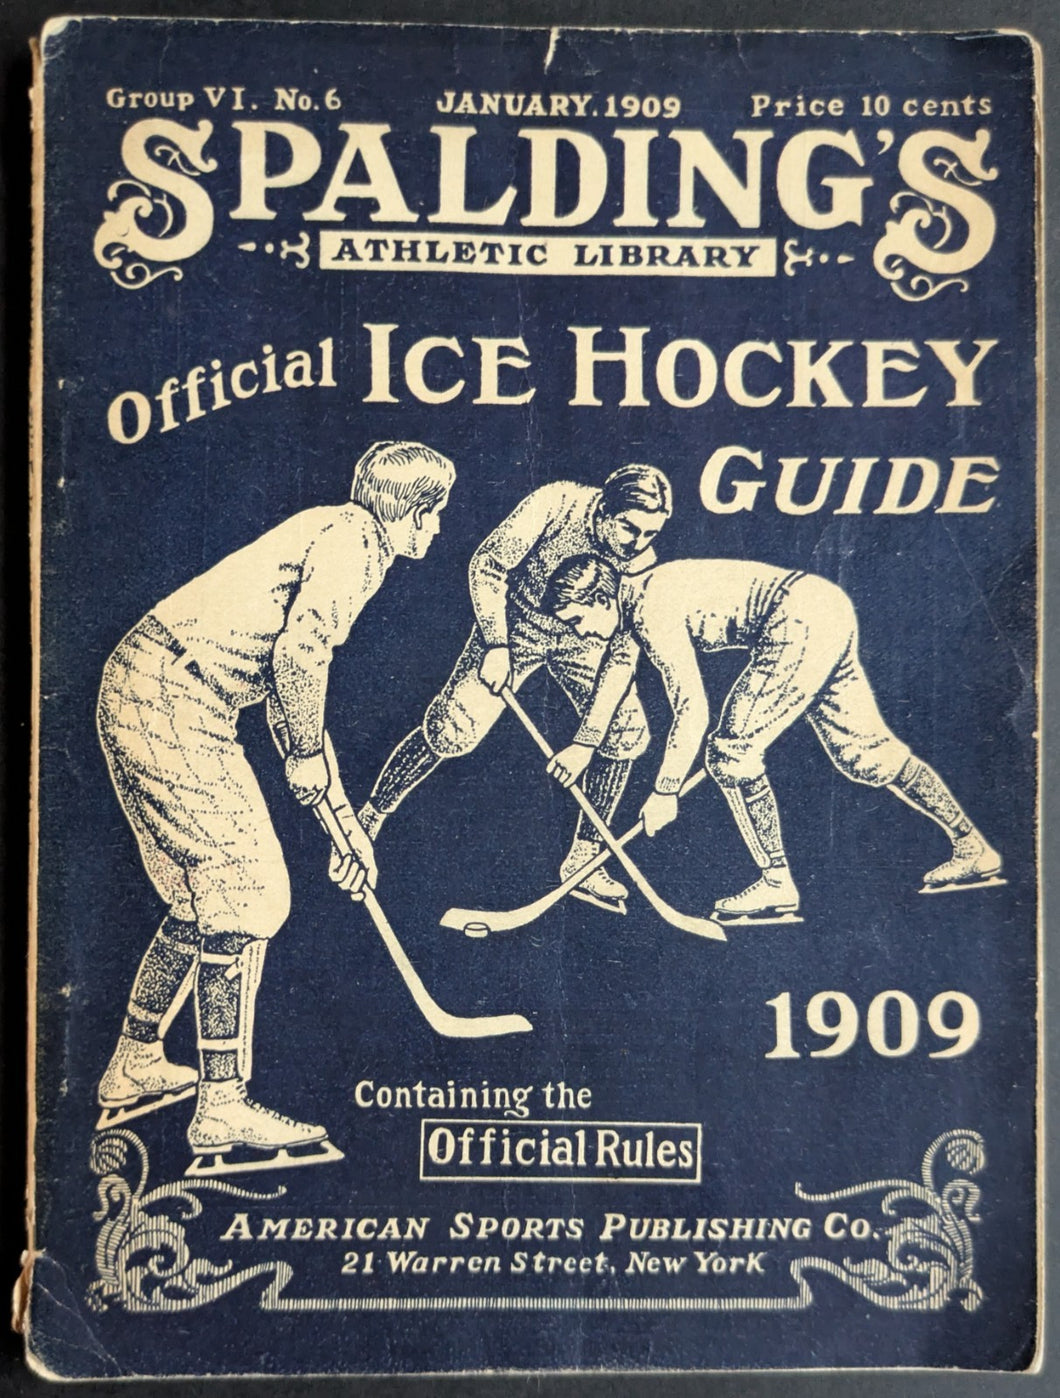 Group VI. No. 6 JANUARY. 1909 Price 10 cents
SPALDING'S
ATHLETIC LIBRARY
Official ICE HOCKEY
GUIDE
1909
Containing the
Official Rules
AMERICAN SPORTS PUBLISHING CO.
21 Warren Street, New York